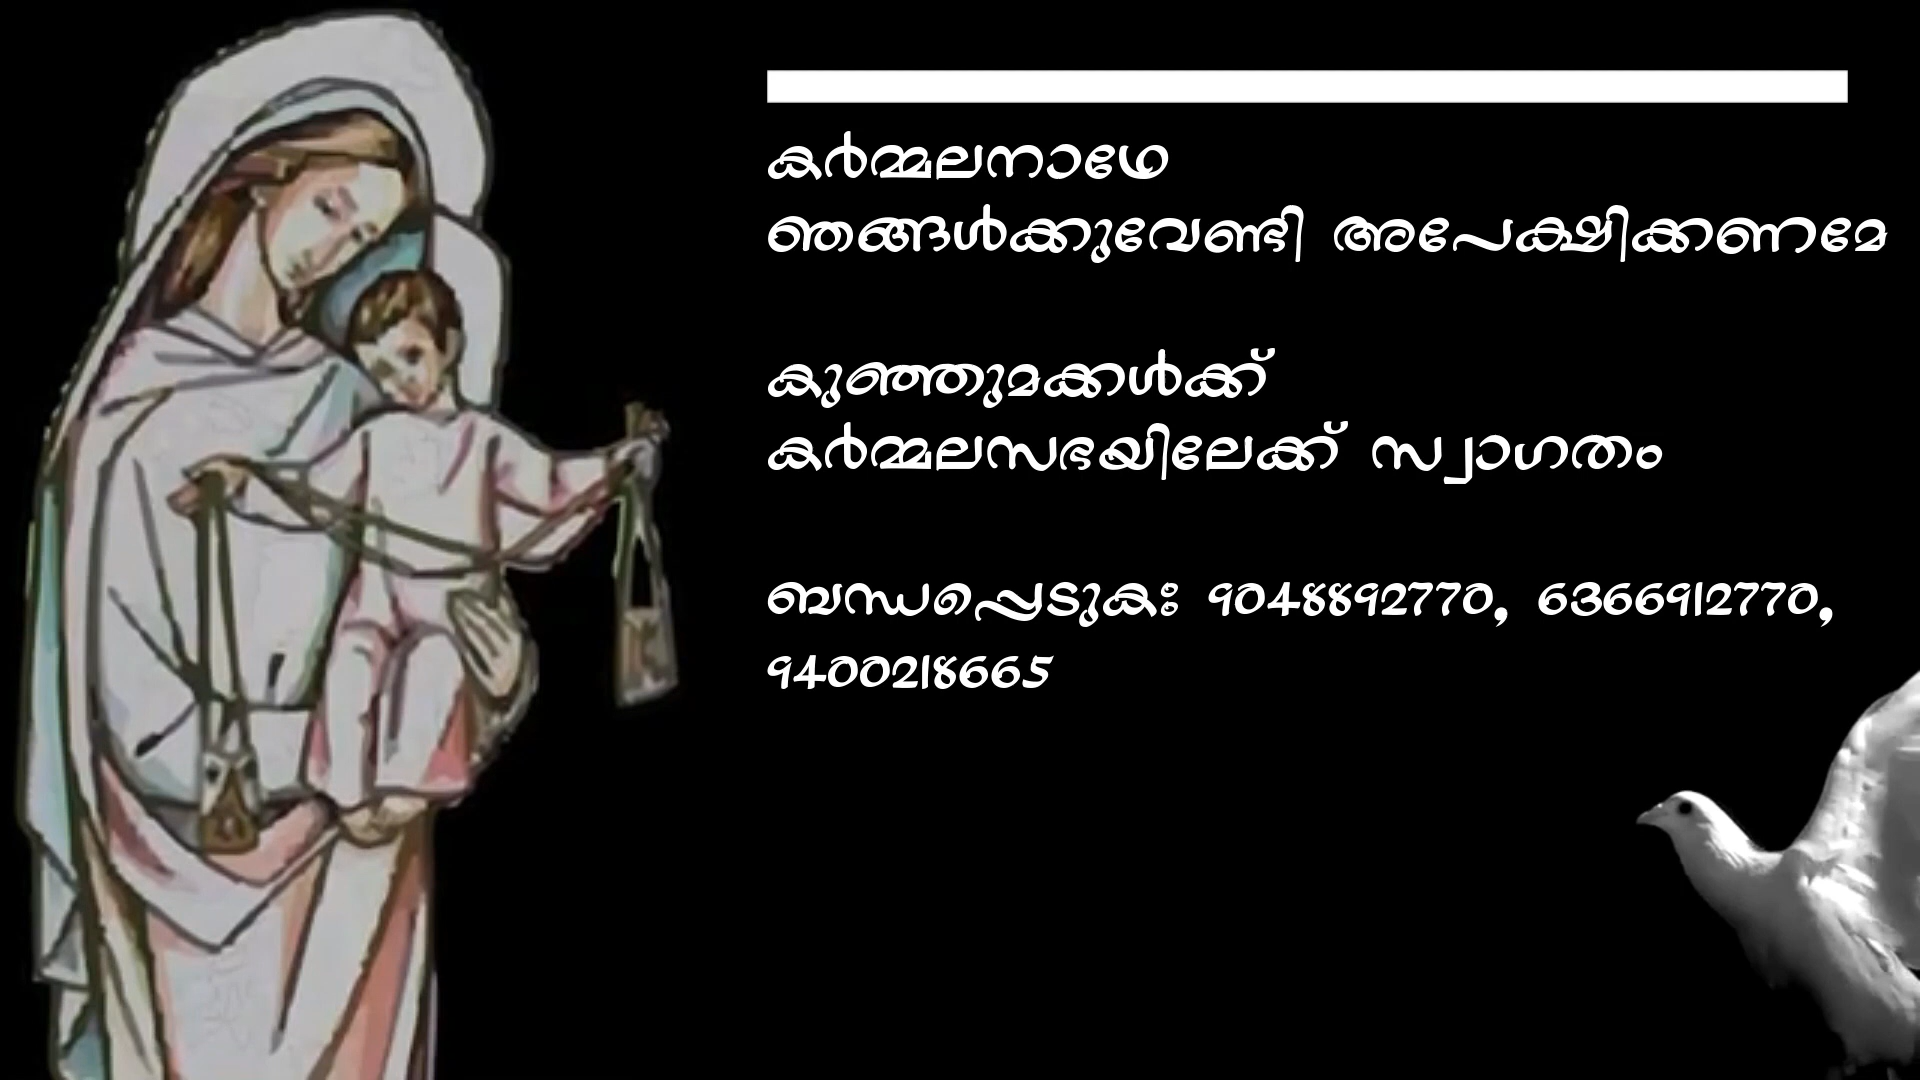 കർമ്മലനാഥേ
ഞങ്ങൾക്കുവേണ്ടി അപേക്ഷിക്കണമേ
കുഞ്ഞുമക്കൾക്ക്
കർമ്മലസഭയിലേക്ക് സ്വാഗതം
ബന്ധപ്പെടുകഃ 9048892770, 6366912770,
9400218665